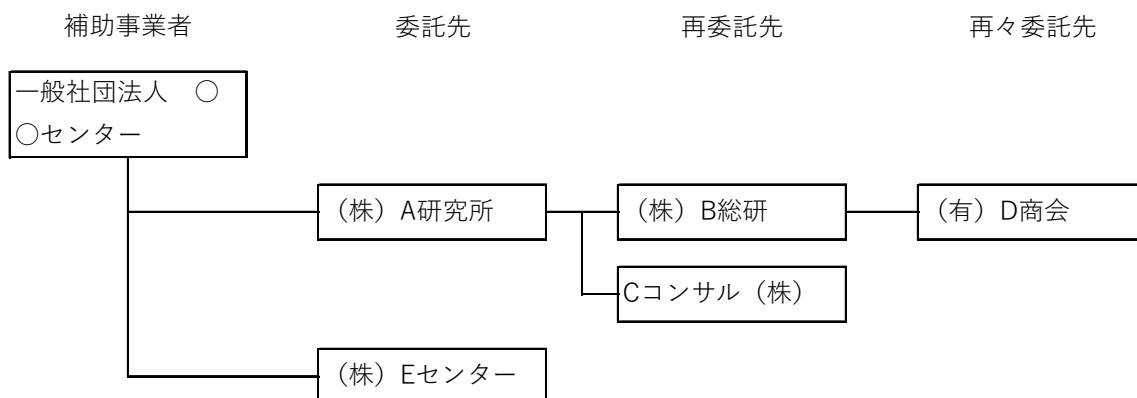 補助事業者 委託先 再委託先 再々委託先
一般社団法人 ○
○センター
(株) A研究所 (株) B総研 (有) D商会
Cコンサル (株)
(株) Eセンター